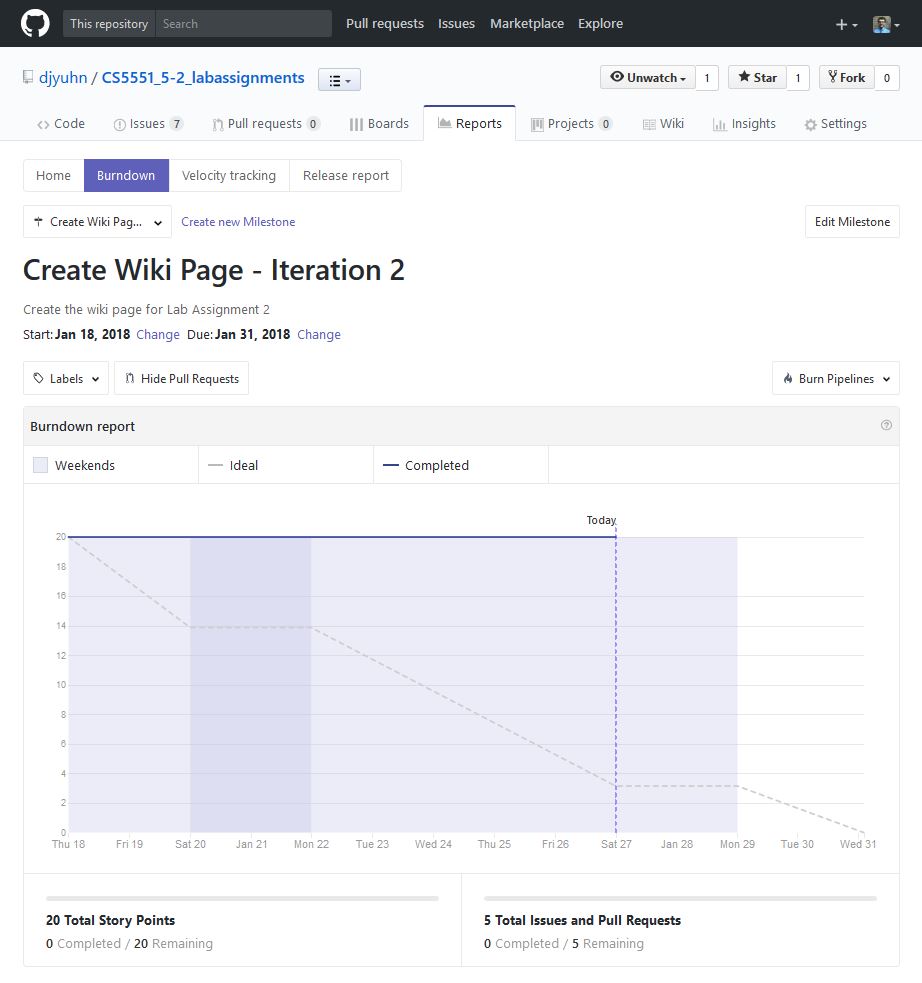 This repository Search Pull requests Issues Marketplace Explore
djyuhn / CS5551_5-2_labassignments Unwatch 1 Star 1 Fork 0
Code Issues 7 Pull requests 0 Boards Reports Projects 0 Wiki Insights Settings
Home Burndown Velocity tracking Release report
Create Wiki Pag... Create new Milestone Edit Milestone
Create Wiki Page - Iteration 2
Create the wiki page for Lab Assignment 2
Start: Jan 18, 2018 Change Due: Jan 31, 2018 Change
Labels Hide Pull Requests Burn Pipelines
Burndown report
Weekends Ideal Completed
Today
20
18
16
14
12
10
8
6
4
2
0
Thu 18 Fri 19 Sat 20 Jan 21 Mon 22 Tue 23 Wed 24 Thu 25 Fri 26 Sat 27 Jan 28 Mon 29 Tue 30 Wed 31
20 Total Story Points 5 Total Issues and Pull Requests
0 Completed / 20 Remaining 0 Completed / 5 Remaining